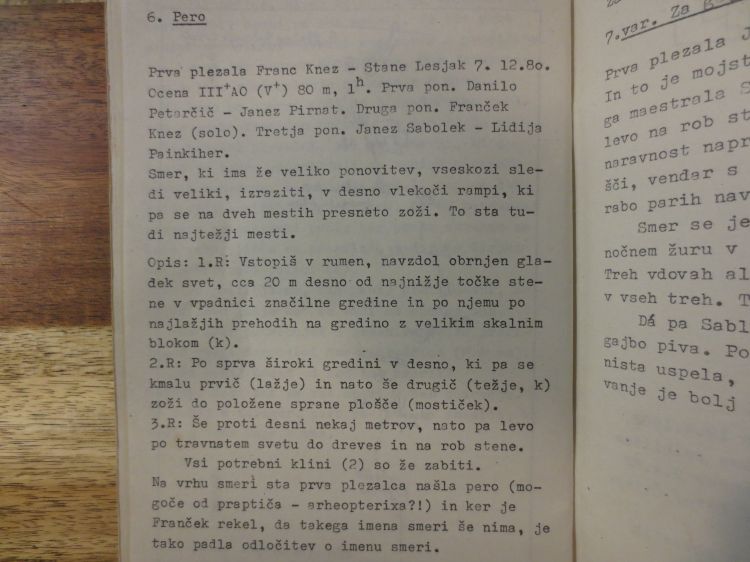 6. Pero
Prva plezala Franc Knez - Stane Lesjak 7. 12.80.
Ocena III+AO (V+) 80 m, 1h. Prva pon. Danilo
Petarčič - Janez Pirnat. Druga pon. Franček
Knez (solo). Tretja pon. Janez Sabolek - Lidija
Painkiher.
Smer, ki ima že veliko ponovitev, vseskozi sle-
di veliki, izraziti, v desno vlekoči rampi, ki
pa se na dveh mestih presneto zoži. To sta tu-
di najtežji mesti.
Opis: 1.R: Vstopiš v rumen, navzdol obrnjen gla-
dek svet, cca 20 m desno od najnižje točke ste-
ne v vpadnici značilne gredine in po njemu po
najlažjih prehodih na gredino z velikim skalnim
blokom (k).
2.R: Po sprva široki gredini v desno, ki pa se
kmalu prvič (lažje) in nato še drugič (težje, k)
zoži do položene sprane plošče (mostiček).
3.R: Še proti desni nekaj metrov, nato pa levo
po travnatem svetu do dreves in na rob stene.
Vsi potrebni klini (2) so že zabiti.
Na vrhu smeri sta prva plezalca našla pero (mo-
goče od praptiča - arheopterixa?!) in ker je
Franček rekel, da takega imena smeri še nima, je
tako padla odločitev o imenu smeri.
7.var. Za
Prva plezala
In to je mojst
ga maestrala S
levo na rob st
naravnost napr
šči, vendar s
rabo parih nav
Smer se je
nočnem žuru v
Treh vdovah al
v vseh treh. T
Dá pa Sabl
gajbo piva. Po
nista uspela,
vanje je bolj